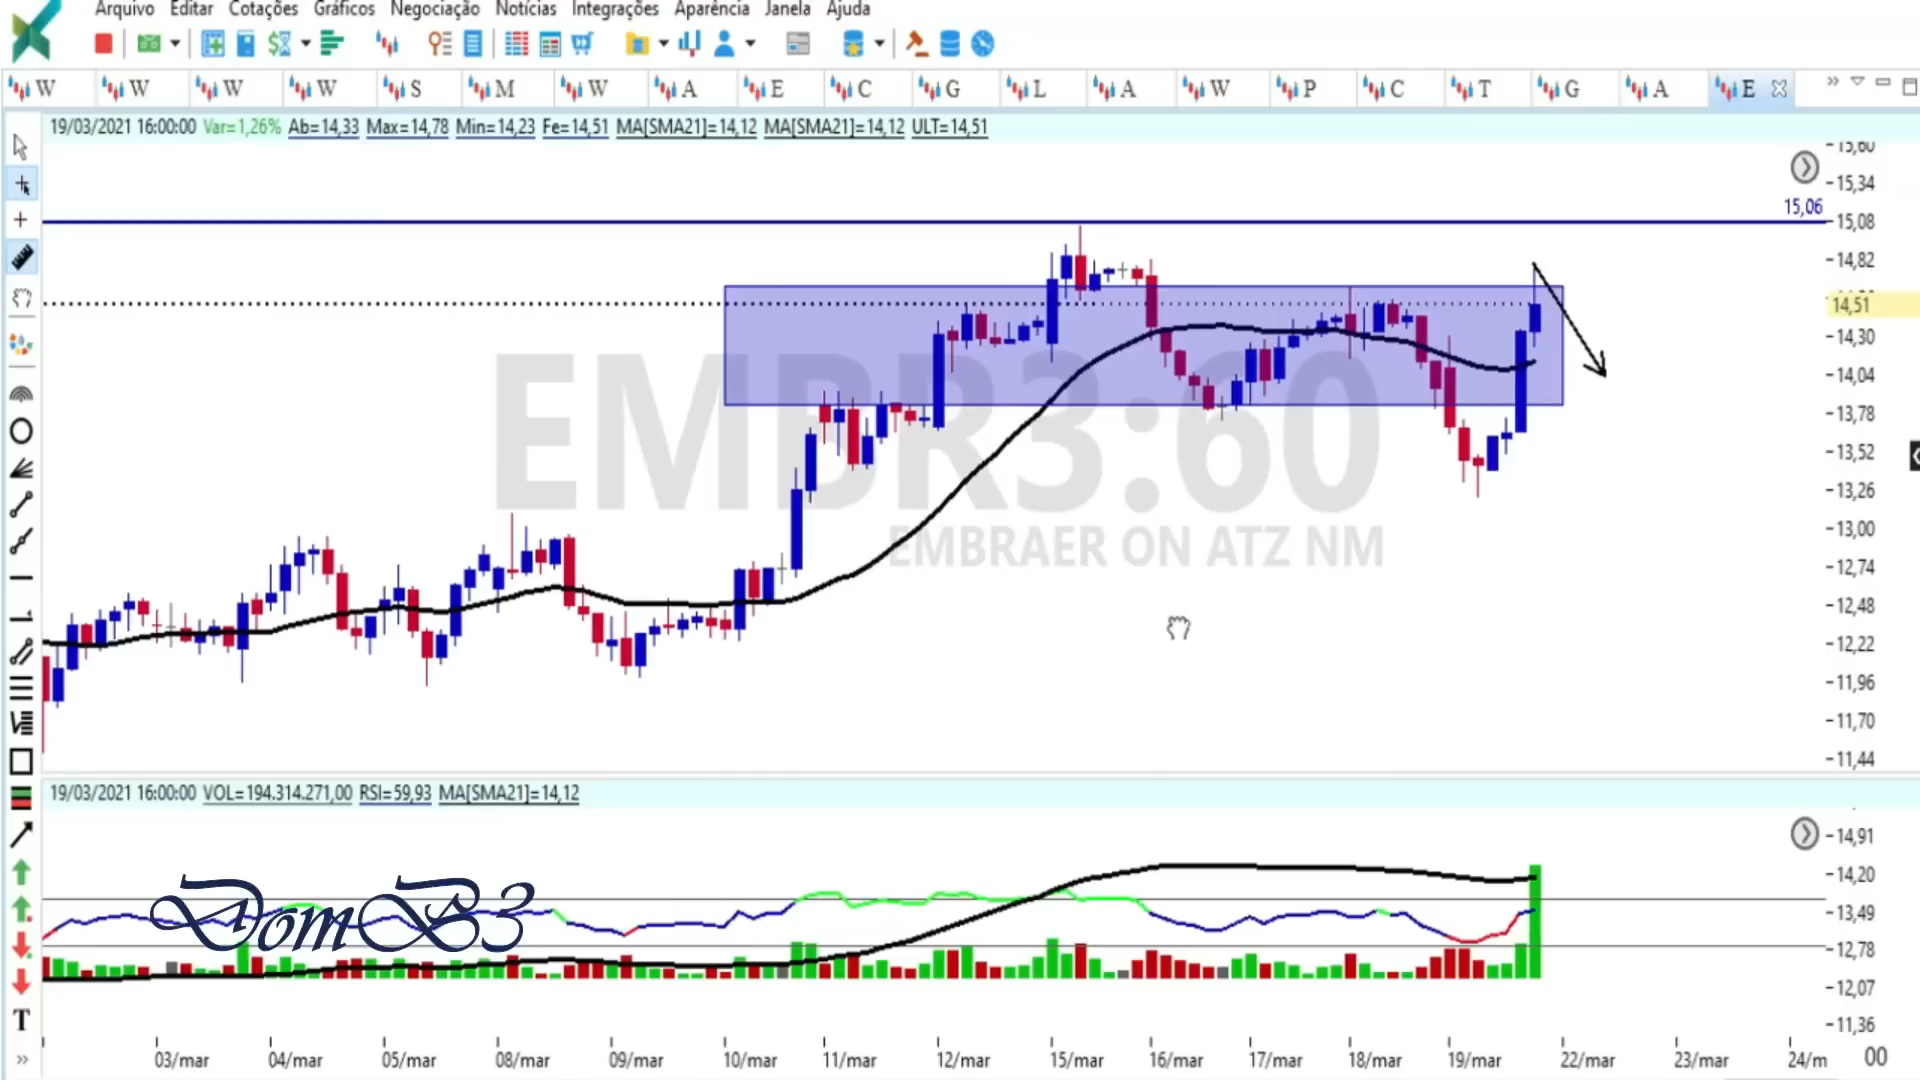 Arquivo Editar Cotações Gráficos Negociação Notícias Integrações Aparência Janela Ajuda
W W W W S M W A E C G L A W P C T G A E
19/03/2021 16:00:00 Var=1,26% Ab=14,33 Max=14,78 Min=14,23 Fe=14,51 MA[SMA21]=14,12 MA[SMA21]=14,12 ULT=14,51
15,60
15,34
15,06
15,08
14,82
14,51
14,30
14,04
13,78
13,52
13,26
13,00
12,74
12,48
12,22
11,96
11,70
11,44
EMBR3:60
EMBRAER ON ATZ NM
19/03/2021 16:00:00 VOL=194.314.271,00 RSI=59,93 MA[SMA21]=14,12
14,91
14,20
13,49
12,78
12,07
11,36
DomB3
T
03/mar 04/mar 05/mar 08/mar 09/mar 10/mar 11/mar 12/mar 15/mar 16/mar 17/mar 18/mar 19/mar 22/mar 23/mar 24/m 00